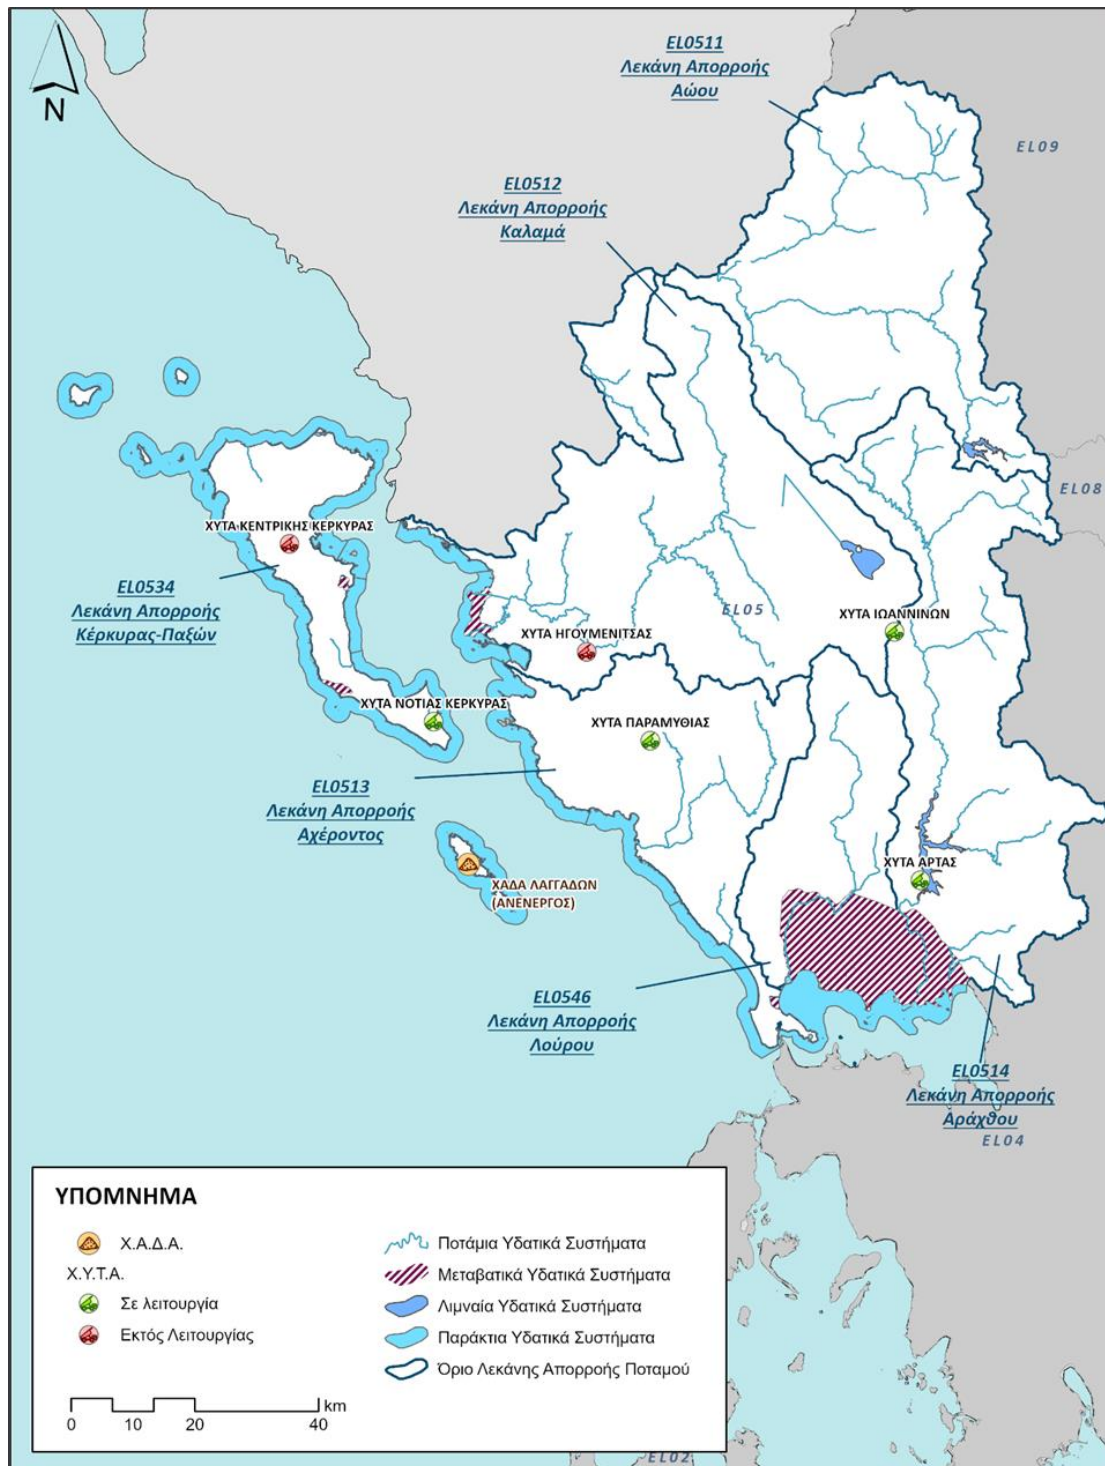 EL0511
Λεκάνη Απορροής
Αώου
N
EL09
EL0512
Λεκάνη Απορροής
Καλαμά
EL08
ΧΥΤΑ ΚΕΝΤΡΙΚΗΣ ΚΕΡΚΥΡΑΣ
EL0534
Λεκάνη Απορροής
Κέρκυρας-Παξών
EL05
ΧΥΤΑ ΙΩΑΝΝΙΝΩΝ
ΧΥΤΑ ΗΓΟΥΜΕΝΙΤΣΑΣ
ΧΥΤΑ ΝΟΤΙΑΣ ΚΕΡΚΥΡΑΣ
ΧΥΤΑ ΠΑΡΑΜΥΘΙΑΣ
EL0513
Λεκάνη Απορροής
Αχέροντος
ΧΥΤΑ ΑΡΤΑΣ
ΧΑΔΑ ΛΑΓΓΑΔΩΝ
(ΑΝΕΝΕΡΓΟΣ)
EL0546
Λεκάνη Απορροής
Λούρου
EL0514
Λεκάνη Απορροής
Αράχθου
EL04
ΥΠΟΜΝΗΜΑ
Χ.Α.Δ.Α.
Χ.Υ.Τ.Α.
Σε λειτουργία
Εκτός Λειτουργίας
Ποτάμια Υδατικά Συστήματα
Μεταβατικά Υδατικά Συστήματα
Λιμναία Υδατικά Συστήματα
Παράκτια Υδατικά Συστήματα
Όριο Λεκάνης Απορροής Ποταμού
km
0 10 20 40
EL02